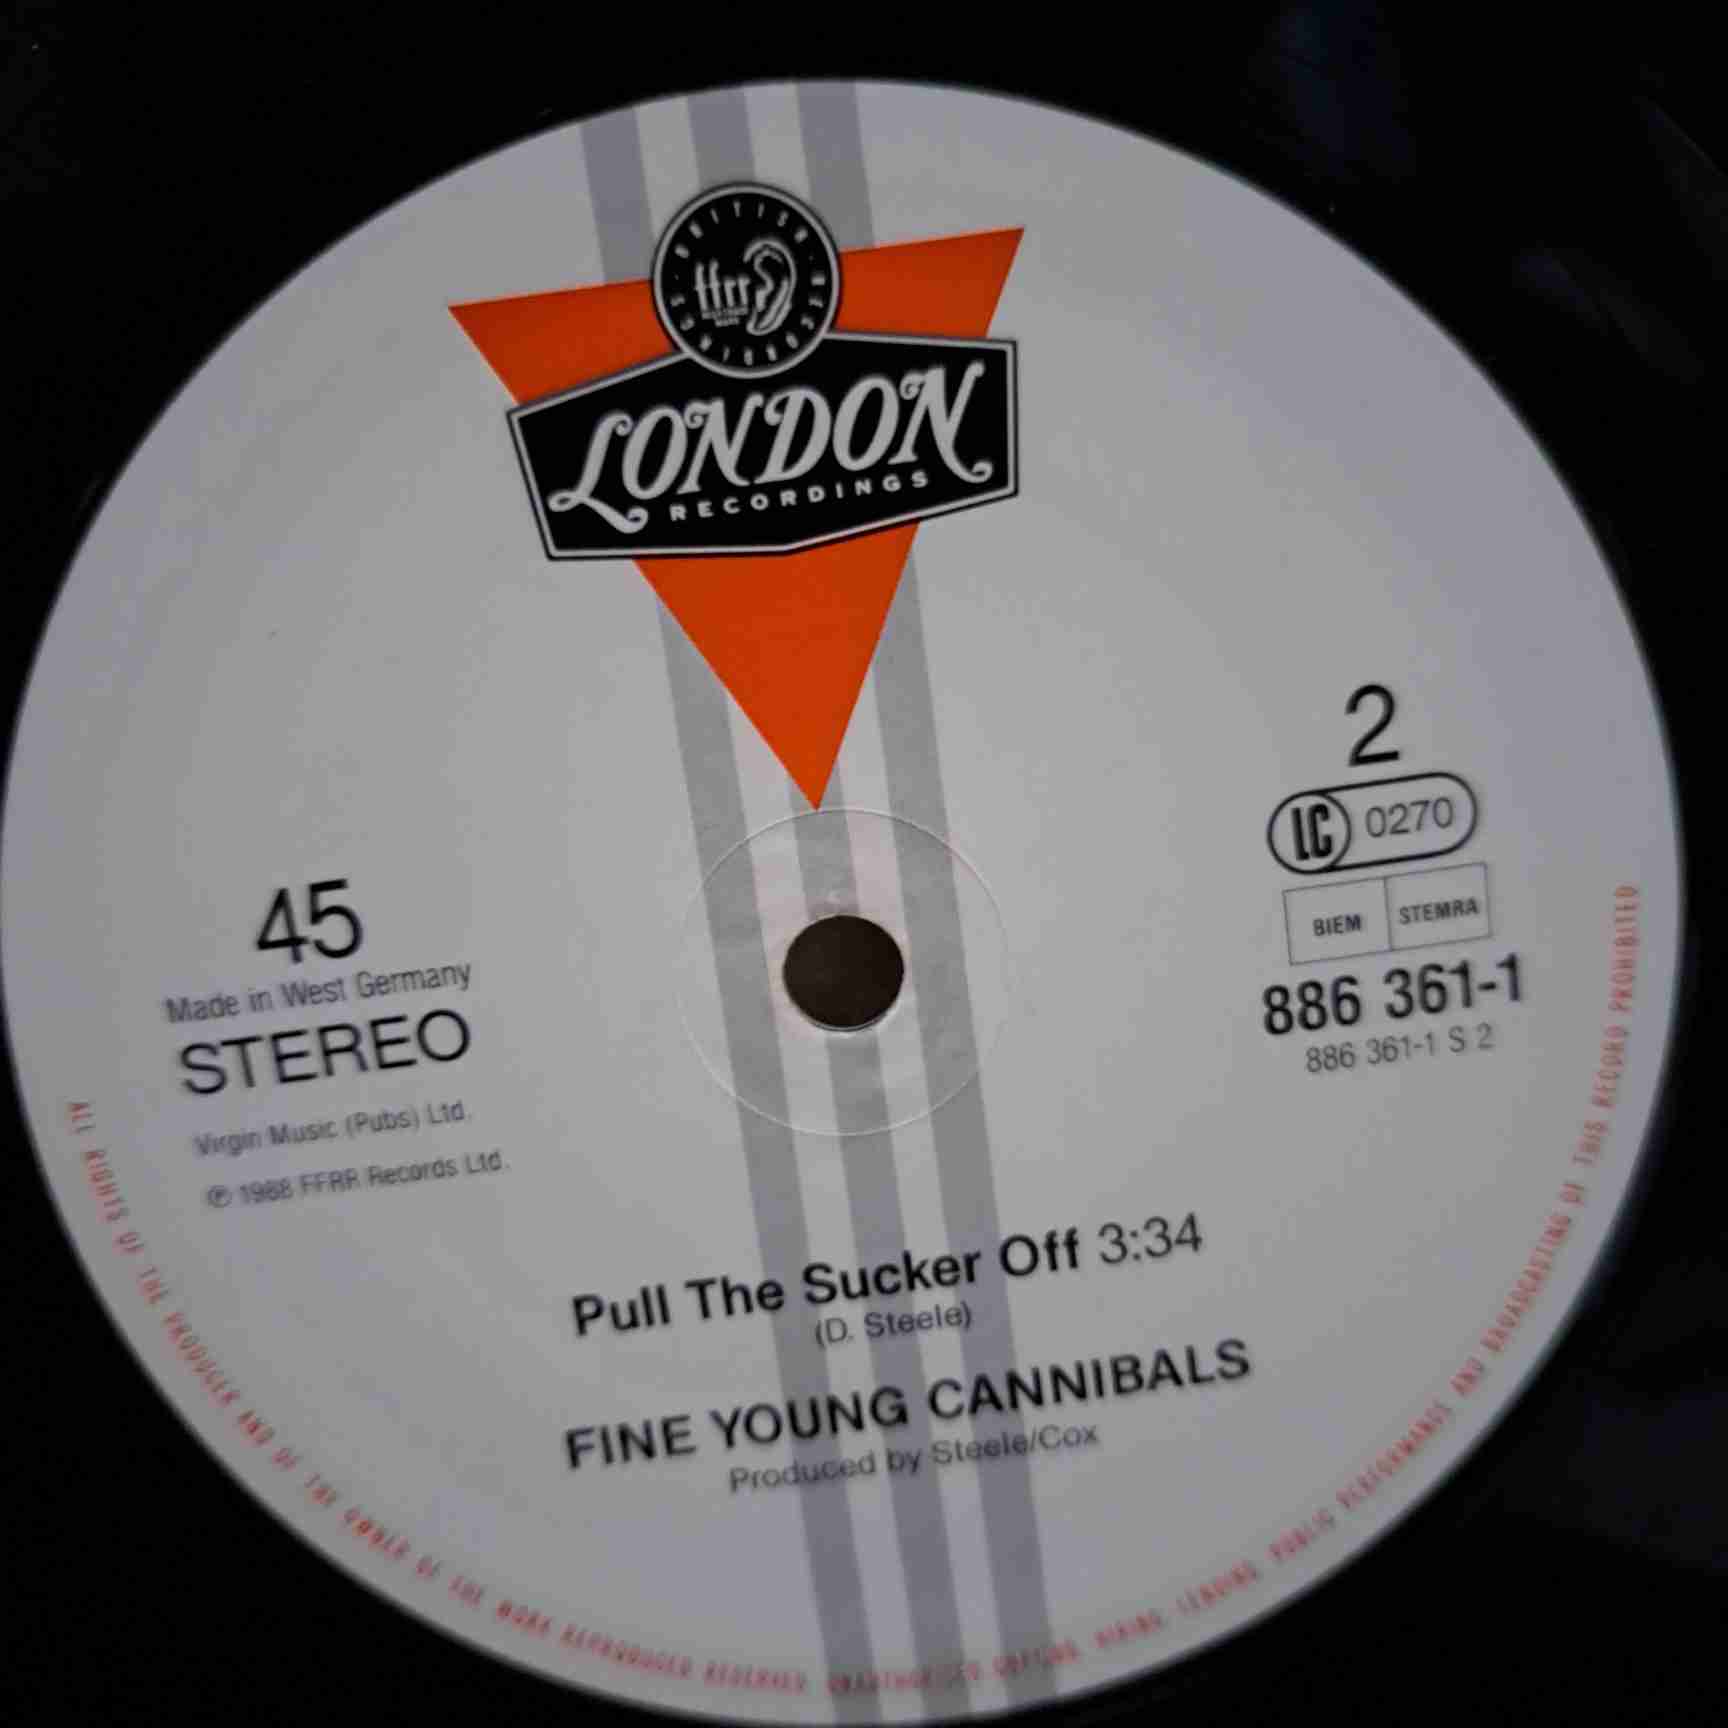 BRITISH · RECORDINGS ·
ffrr
LONDON
RECORDINGS
2
LC 0270
BIEM STEMRA
886 361-1
886 361-1 S 2
45
Made in West Germany
STEREO
Virgin Music (Pubs) Ltd.
℗ 1988 FFRR Records Ltd.
Pull The Sucker Off 3:34
(D. Steele)
FINE YOUNG CANNIBALS
Produced by Steele/Cox
ALL RIGHTS OF THE PRODUCER AND OF THE OWNER OF THE WORK REPRODUCED RESERVED. UNAUTHORISED COPYING, HIRING, LENDING, PUBLIC PERFORMANCE AND BROADCASTING OF THIS RECORD PROHIBITED